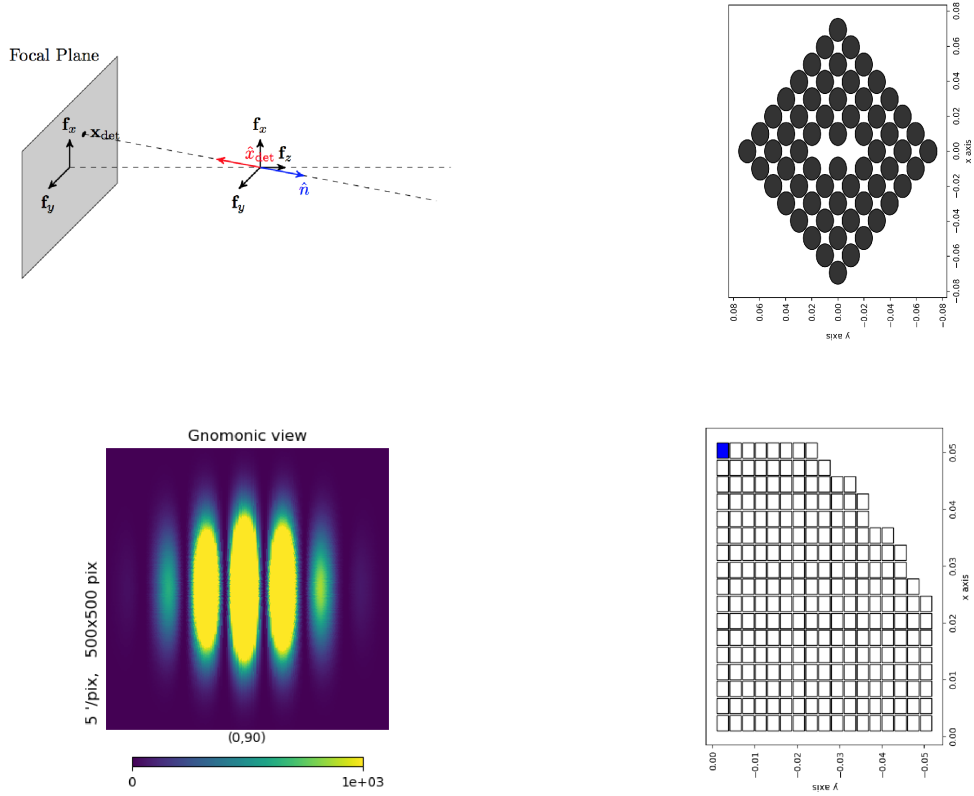 Focal Plane
f_x
x_det
f_y
f_x
x̂_det
f_z
f_y
n̂
0.08
0.06
0.04
0.02
0.00
−0.02
−0.04
−0.06
−0.08
x axis
0.08
0.06
0.04
0.02
0.00
−0.02
−0.04
−0.06
−0.08
y axis
Gnomonic view
5 '/pix, 500x500 pix
(0,90)
0
1e+03
0.05
0.04
0.03
0.02
0.01
0.00
x axis
0.00
−0.01
−0.02
−0.03
−0.04
−0.05
y axis